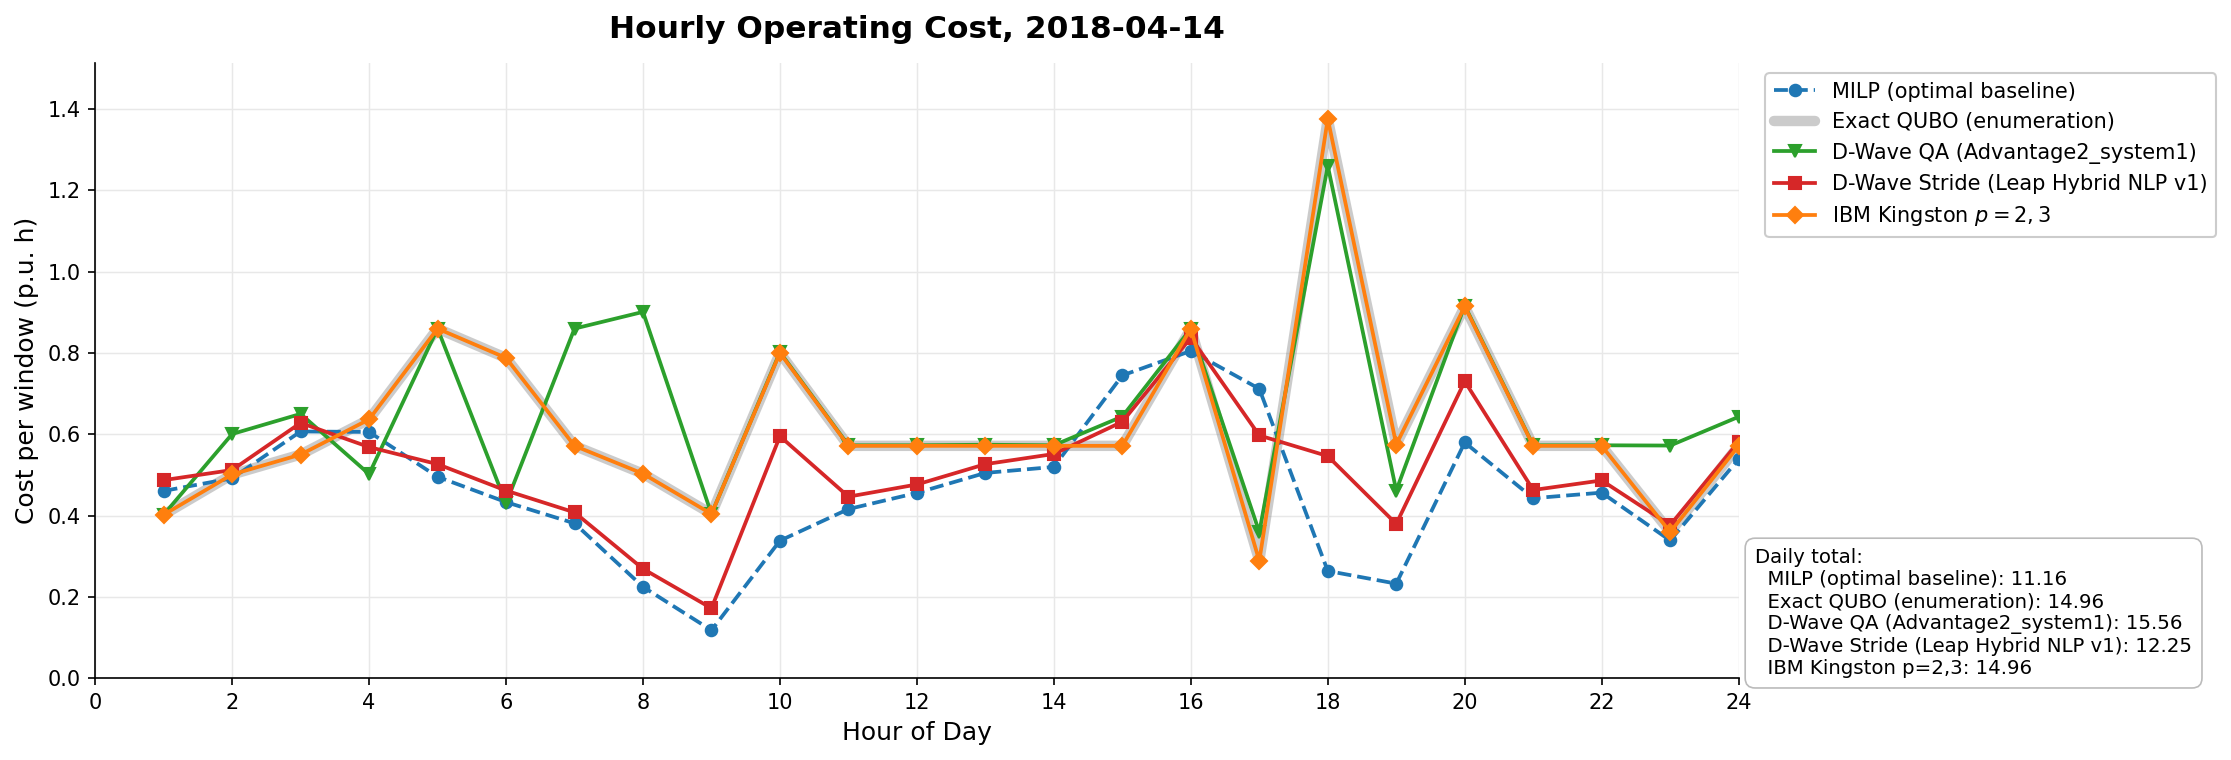 Hourly Operating Cost, 2018-04-14
Cost per window (p.u. h)
1.4
1.2
1.0
0.8
0.6
0.4
0.2
0.0
0 2 4 6 8 10 12 14 16 18 20 22 24
Hour of Day
MILP (optimal baseline)
Exact QUBO (enumeration)
D-Wave QA (Advantage2_system1)
D-Wave Stride (Leap Hybrid NLP v1)
IBM Kingston p = 2, 3
Daily total:
MILP (optimal baseline): 11.16
Exact QUBO (enumeration): 14.96
D-Wave QA (Advantage2_system1): 15.56
D-Wave Stride (Leap Hybrid NLP v1): 12.25
IBM Kingston p=2,3: 14.96